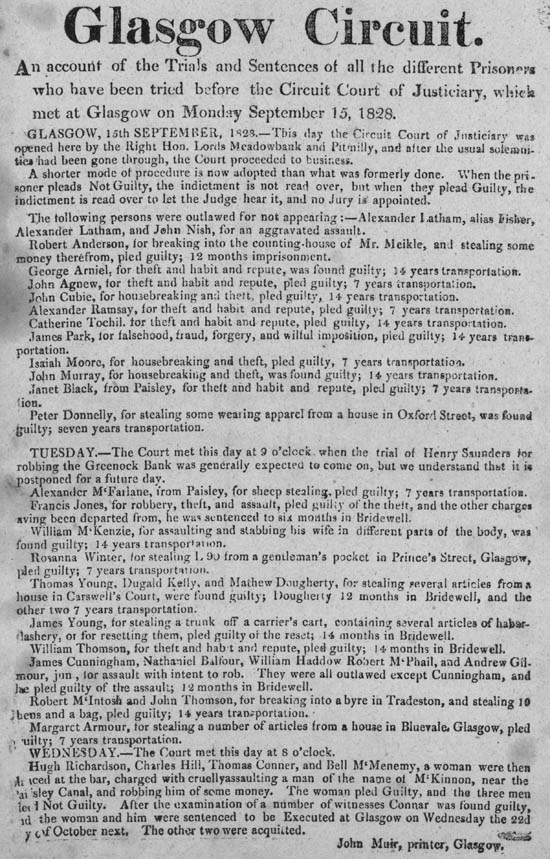 Glasgow Circuit.
An account of the Trials and Sentences of all the different Prisoners
who have been tried before the Circuit Court of Justiciary, which
met at Glasgow on Monday September 15, 1828.
GLASGOW, 15th SEPTEMBER, 1828.—This day the Circuit Court of Justiciary was
opened here by the Right Hon. Lords Meadowbank and Pitmilly, and after the usual solemni-
ties had been gone through, the Court proceeded to business.
A shorter mode of procedure is now adopted than what was formerly done. When the pri-
soner pleads Not Guilty, the indictment is not read over, but when they plead Guilty, the
indictment is read over to let the Judge hear it, and no Jury is appointed.
The following persons were outlawed for not appearing:—Alexander Latham, alias Fisher,
Alexander Latham, and John Nish, for an aggravated assault.
Robert Anderson, for breaking into the counting-house of Mr. Meikle, and stealing some
money therefrom, pled guilty; 12 months imprisonment.
George Arniel, for theft and habit and repute, was found guilty; 14 years transportation.
John Agnew, for theft and habit and repute, pled guilty; 7 years transportation.
John Cubie, for housebreaking and theft, pled guilty, 14 years transportation.
Alexander Ramsay, for theft and habit and repute, pled guilty; 7 years transportation.
Catherine Tochil, for theft and habit and repute, pled guilty, 14 years transportation.
James Park, for falsehood, fraud, forgery, and wilful imposition, pled guilty; 14 years trans-
portation.
Isaiah Moore, for housebreaking and theft, pled guilty, 7 years transportation.
John Murray, for housebreaking and theft, was found guilty; 14 years transportation.
Janet Black, from Paisley, for theft and habit and repute, pled guilty; 7 years transporta-
tion.
Peter Donnelly, for stealing some wearing apparel from a house in Oxford Street, was found
guilty; seven years transportation.
TUESDAY.—The Court met this day at 9 o'clock when the trial of Henry Saunders for
robbing the Greenock Bank was generally expected to come on, but we understand that it is
postponed for a future day.
Alexander M'Farlane, from Paisley, for sheep stealing, pled guilty; 7 years transportation.
Francis Jones, for robbery, theft, and assault, pled guilty of the theft, and the other charges
aving been departed from, he was sentenced to six months in Bridewell.
William M'Kenzie, for assaulting and stabbing his wife in different parts of the body, was
found guilty; 14 years transportation.
Rosanna Winter, for stealing L 90 from a gentleman's pocket in Prince's Street, Glasgow,
pled guilty; 7 years transportation.
Thomas Young, Dugald Kelly, and Mathew Dougherty, for stealing several articles from a
house in Carswell's Court, were found guilty; Dougherty 12 months in Bridewell, and the
other two 7 years transportation.
James Young, for stealing a trunk off a carrier's cart, containing several articles of haber-
dashery, or for resetting them, pled guilty of the reset; 14 months in Bridewell.
William Thomson, for theft and habit and repute, pled guilty; 14 months in Bridewell.
James Cunningham, Nathaniel Balfour, William Haddow Robert M'Phail, and Andrew Gil-
mour, jun, for assault with intent to rob. They were all outlawed except Cunningham, and
he pled guilty of the assault; 12 months in Bridewell.
Robert M'Intosh and John Thomson, for breaking into a byre in Tradeston, and stealing 10
hens and a bag, pled guilty; 14 years transportation.
Margaret Armour, for stealing a number of articles from a house in Bluevale, Glasgow, pled
uilty; 7 years transportation.
WEDNESDAY.—The Court met this day at 8 o'clock.
Hugh Richardson, Charles Hill, Thomas Conner, and Bell M'Menemy, a woman were then
aced at the bar, charged with cruelly assaulting a man of the name of M'Kinnon, near the
aisley Canal, and robbing him of some money. The woman pled Guilty, and the three men
led Not Guilty. After the examination of a number of witnesses Connar was found guilty,
nd the woman and him were sentenced to be Executed at Glasgow on Wednesday the 22d
y of October next. The other two were acquitted.
John Muir, printer, Glasgow.